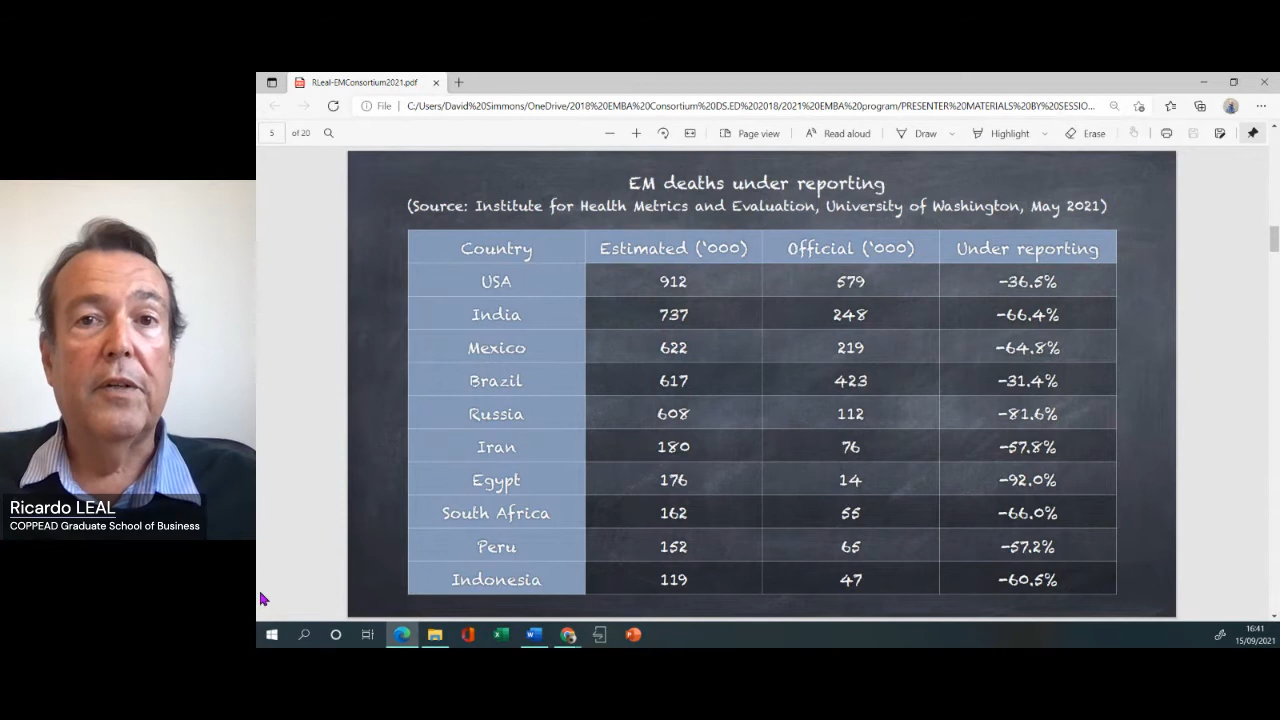 RLeal-EMConsortium2021.pdf
File C:/Users/David%20Simmons/OneDrive/2018%20EMBA%20Consortium%20DS.ED%202018/2021%20EMBA%20program/PRESENTER%20MATERIALS%20BY%20SESSIO...
5 of 20 Page view Read aloud Draw Highlight Erase
EM deaths under reporting
(Source: Institute for Health Metrics and Evaluation, University of Washington, May 2021)
Country Estimated ('000) Official ('000) Under reporting
USA 912 579 -36.5%
India 737 248 -66.4%
Mexico 622 219 -64.8%
Brazil 617 423 -31.4%
Russia 608 112 -81.6%
Iran 180 76 -57.8%
Egypt 176 14 -92.0%
South Africa 162 55 -66.0%
Peru 152 65 -57.2%
Indonesia 119 47 -60.5%
Ricardo LEAL
COPPEAD Graduate School of Business
16:41
15/09/2021